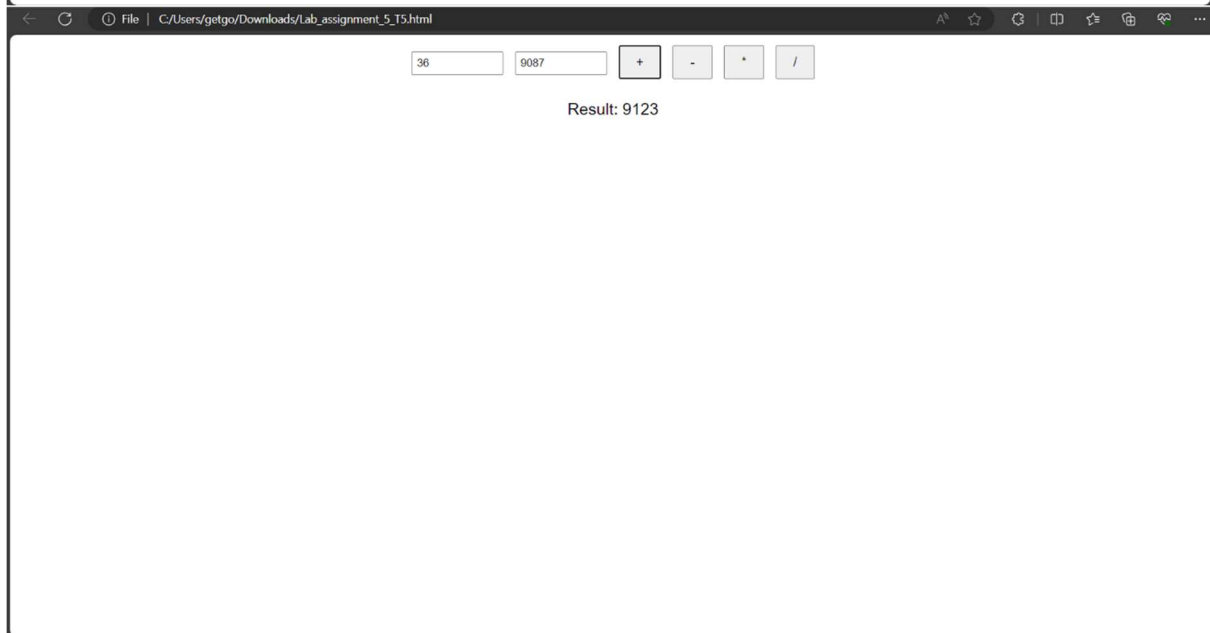 File | C:/Users/getgo/Downloads/Lab_assignment_5_T5.html
36 9087 + - * /
Result: 9123